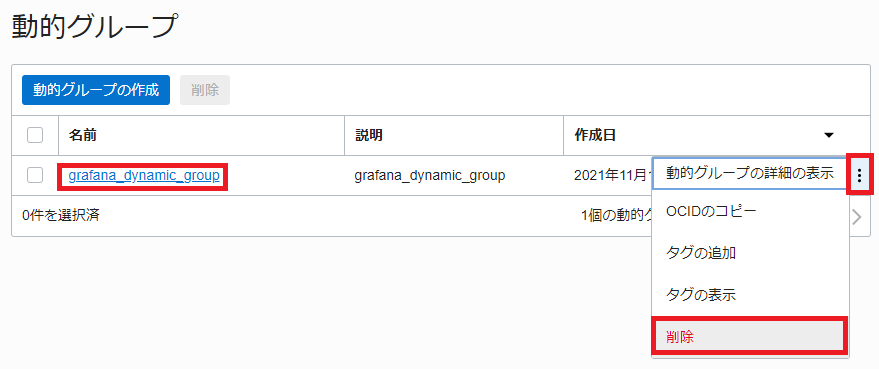 動的グループ
動的グループの作成 削除
名前 説明 作成日
grafana_dynamic_group grafana_dynamic_group 2021年11月
動的グループの詳細の表示
OCIDのコピー
0件を選択済 1個の動的
タグの追加
タグの表示
削除